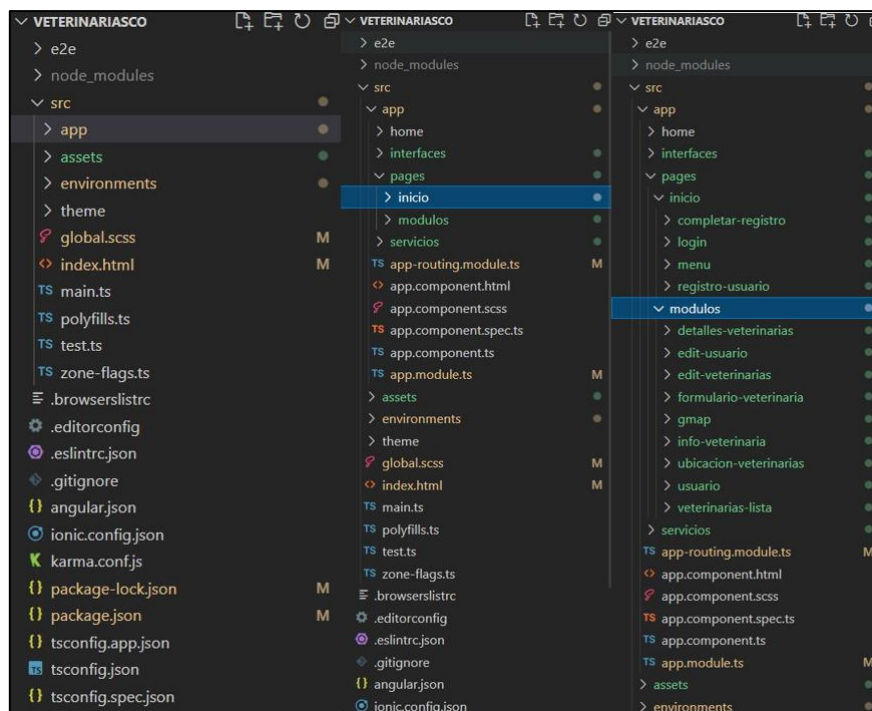 VETERINARIASCO
e2e
node_modules
src
app
assets
environments
theme
global.scss M
index.html M
TS main.ts
TS polyfills.ts
TS test.ts
TS zone-flags.ts
.browserslistrc
.editorconfig
.eslintrc.json
.gitignore
{} angular.json
ionic.config.json
K karma.conf.js
{} package-lock.json M
{} package.json M
{} tsconfig.app.json
TS tsconfig.json
{} tsconfig.spec.json
VETERINARIASCO
e2e
node_modules
src
app
home
interfaces
pages
inicio
modulos
servicios
TS app-routing.module.ts M
app.component.html
app.component.scss
TS app.component.spec.ts
TS app.component.ts
TS app.module.ts M
assets
environments
theme
global.scss M
index.html M
TS main.ts
TS polyfills.ts
TS test.ts
TS zone-flags.ts
.browserslistrc
.editorconfig
.eslintrc.json
.gitignore
{} angular.json
ionic.config.json
VETERINARIASCO
e2e
node_modules
src
app
home
interfaces
pages
inicio
completar-registro
login
menu
registro-usuario
modulos
detalles-veterinarias
edit-usuario
edit-veterinarias
formulario-veterinaria
gmap
info-veterinaria
ubicacion-veterinarias
usuario
veterinarias-lista
servicios
TS app-routing.module.ts M
app.component.html
app.component.scss
TS app.component.spec.ts
TS app.component.ts
TS app.module.ts M
assets
environments